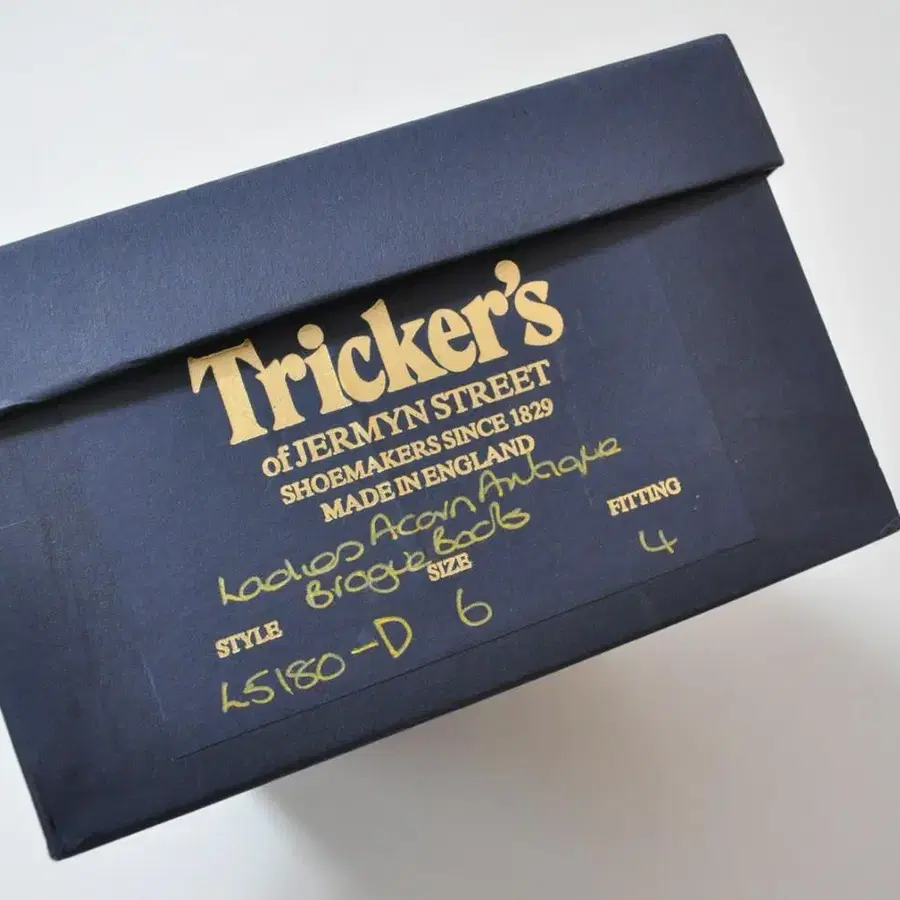 Tricker's
of JERMYN STREET
SHOEMAKERS SINCE 1829
MADE IN ENGLAND
Ladies Acorn Antique
Brogue Boots
STYLE SIZE FITTING
L5180-D 6 4